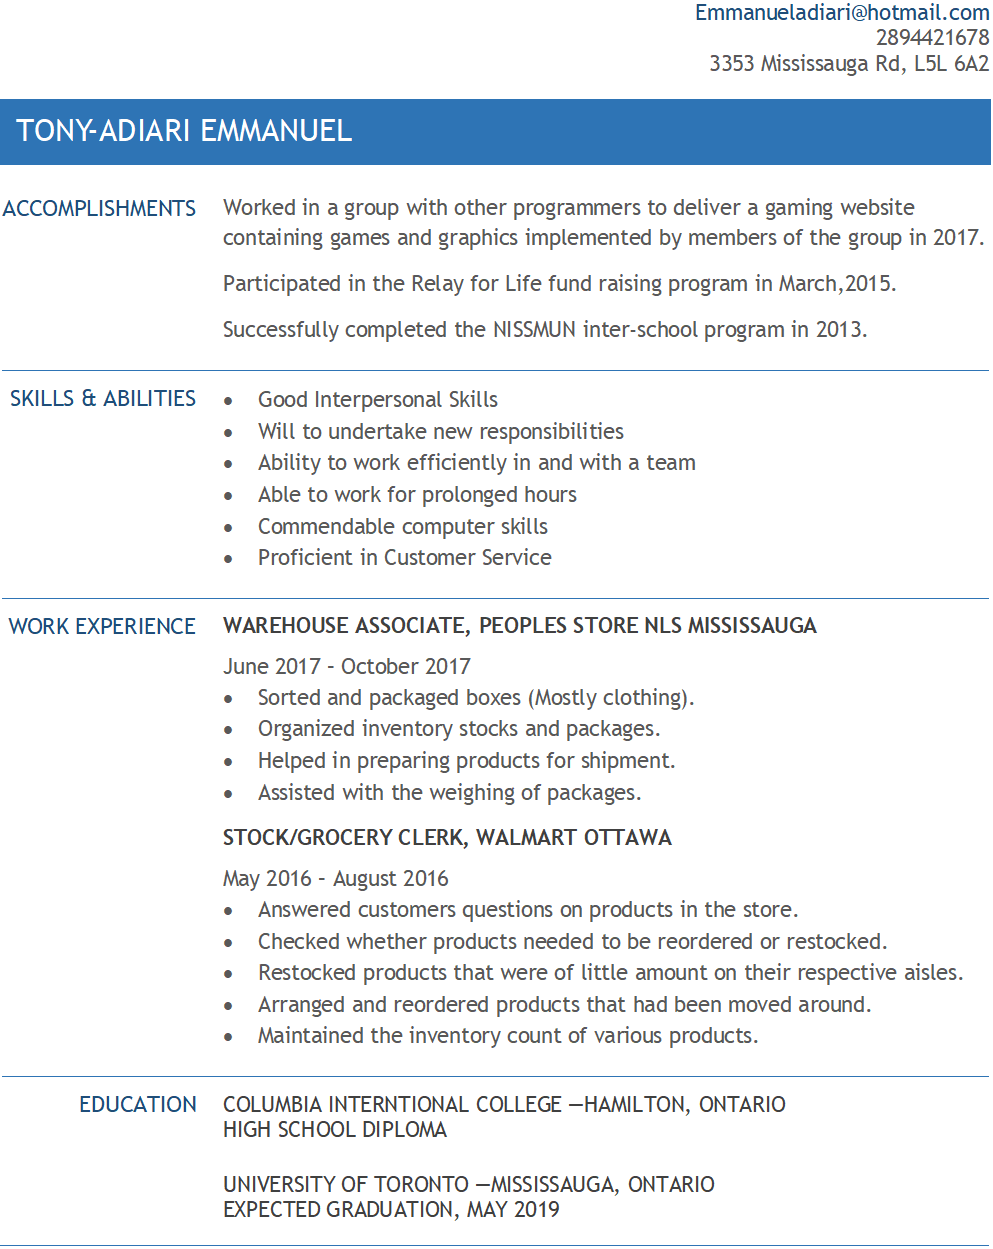 Emmanueladiari@hotmail.com
2894421678
3353 Mississauga Rd, L5L 6A2
TONY-ADIARI EMMANUEL
ACCOMPLISHMENTS
Worked in a group with other programmers to deliver a gaming website
containing games and graphics implemented by members of the group in 2017.
Participated in the Relay for Life fund raising program in March,2015.
Successfully completed the NISSMUN inter-school program in 2013.
SKILLS & ABILITIES
• Good Interpersonal Skills
• Will to undertake new responsibilities
• Ability to work efficiently in and with a team
• Able to work for prolonged hours
• Commendable computer skills
• Proficient in Customer Service
WORK EXPERIENCE
WAREHOUSE ASSOCIATE, PEOPLES STORE NLS MISSISSAUGA
June 2017 – October 2017
• Sorted and packaged boxes (Mostly clothing).
• Organized inventory stocks and packages.
• Helped in preparing products for shipment.
• Assisted with the weighing of packages.
STOCK/GROCERY CLERK, WALMART OTTAWA
May 2016 – August 2016
• Answered customers questions on products in the store.
• Checked whether products needed to be reordered or restocked.
• Restocked products that were of little amount on their respective aisles.
• Arranged and reordered products that had been moved around.
• Maintained the inventory count of various products.
EDUCATION
COLUMBIA INTERNTIONAL COLLEGE —HAMILTON, ONTARIO
HIGH SCHOOL DIPLOMA
UNIVERSITY OF TORONTO —MISSISSAUGA, ONTARIO
EXPECTED GRADUATION, MAY 2019